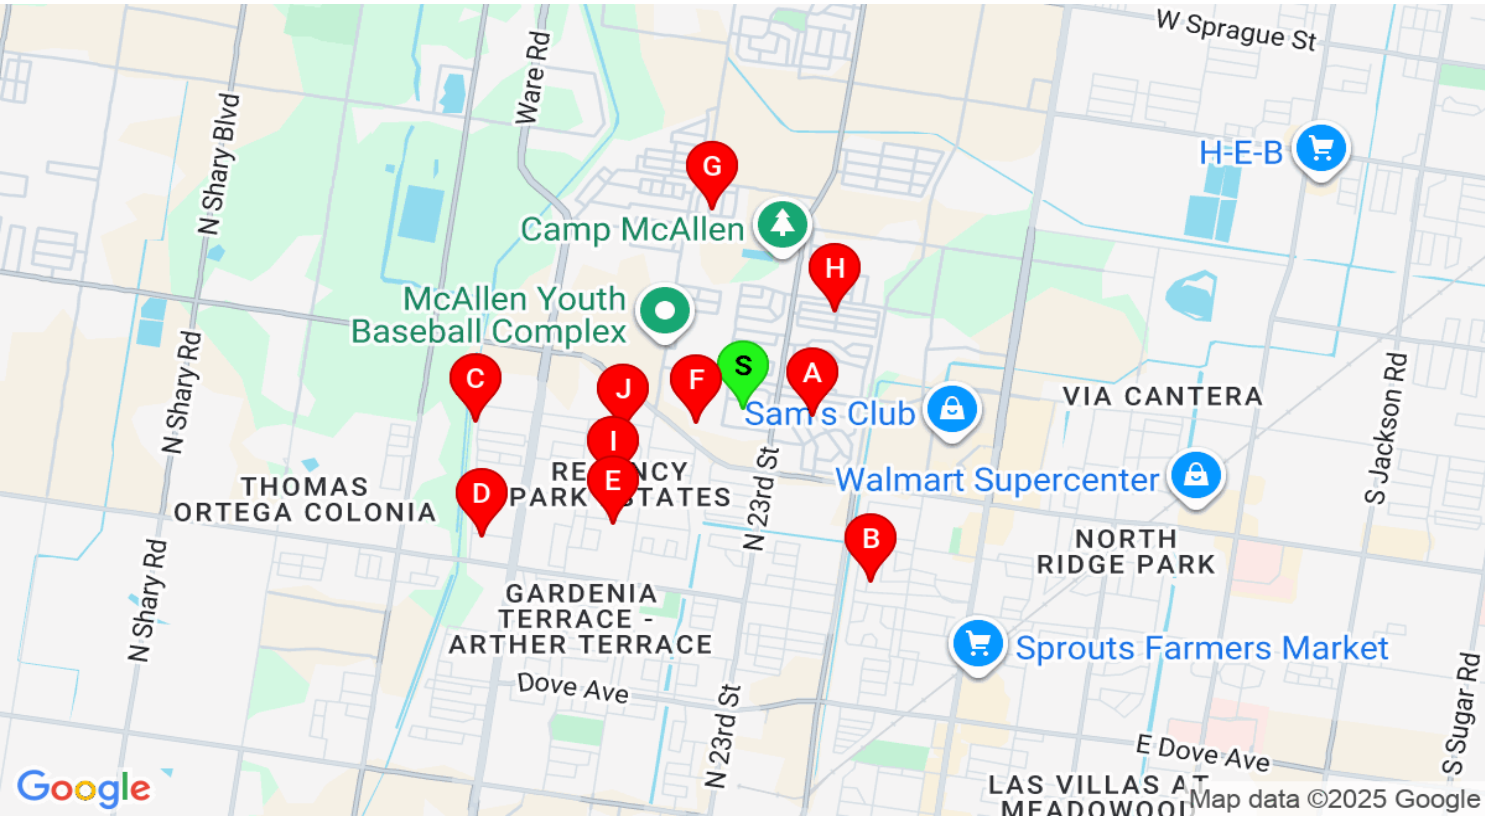 W Sprague St
Ware Rd
N Shary Blvd
H-E-B
G
Camp McAllen
H
McAllen Youth
Baseball Complex
N Shary Rd
S
C
J
F
A
Sam's Club
VIA CANTERA
S Jackson Rd
I
THOMAS
ORTEGA COLONIA
D
E
N 23rd St
Walmart Supercenter
B
NORTH
RIDGE PARK
N Shary Rd
GARDENIA
TERRACE -
ARTHER TERRACE
Sprouts Farmers Market
Dove Ave
N 23rd St
E Dove Ave
S Sugar Rd
Google
LAS VILLAS AT
Map data ©2025 Google